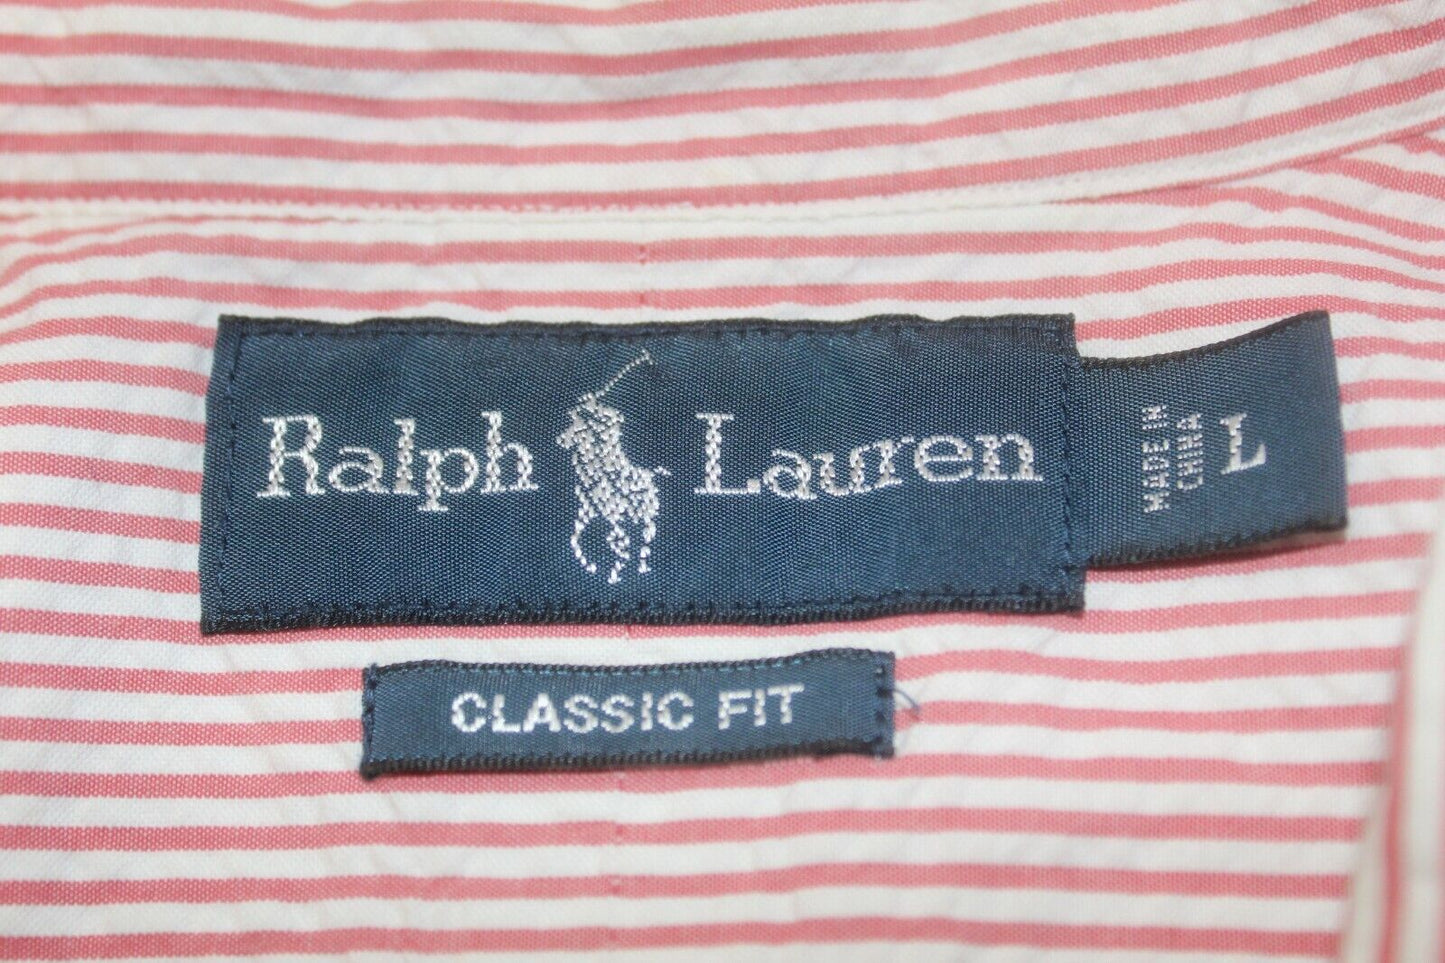 Ralph Lauren
MADE IN
CHINA
L
CLASSIC FIT